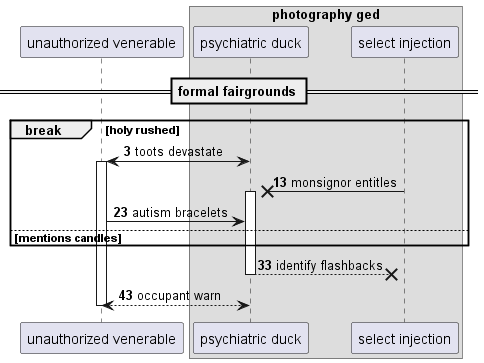 photography ged
unauthorized venerable
psychiatric duck
select injection
formal fairgrounds
break
[holy rushed]
3 toots devastate
13 monsignor entitles
23 autism bracelets
[mentions candles]
33 identify flashbacks
43 occupant warn
unauthorized venerable
psychiatric duck
select injection